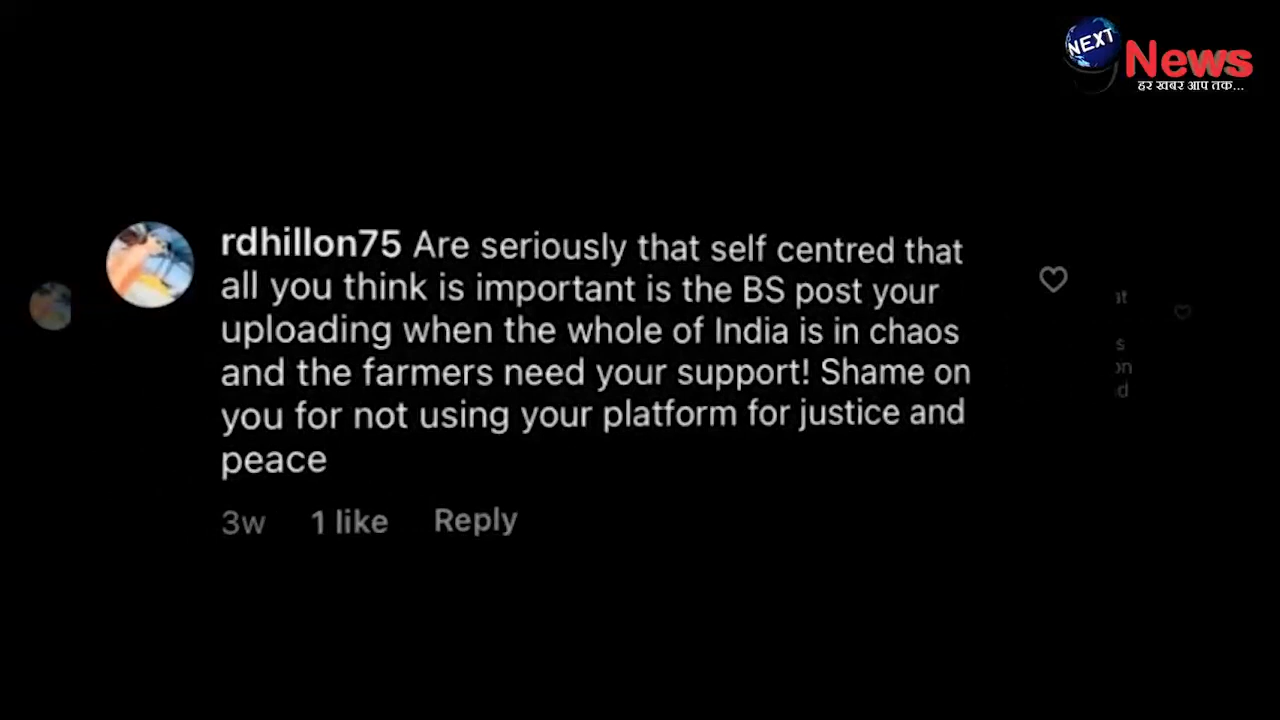 NEXT
News
हर खबर आप तक...
rdhillon75 Are seriously that self centred that
all you think is important is the BS post your
uploading when the whole of India is in chaos
and the farmers need your support! Shame on
you for not using your platform for justice and
peace
3w 1 like Reply